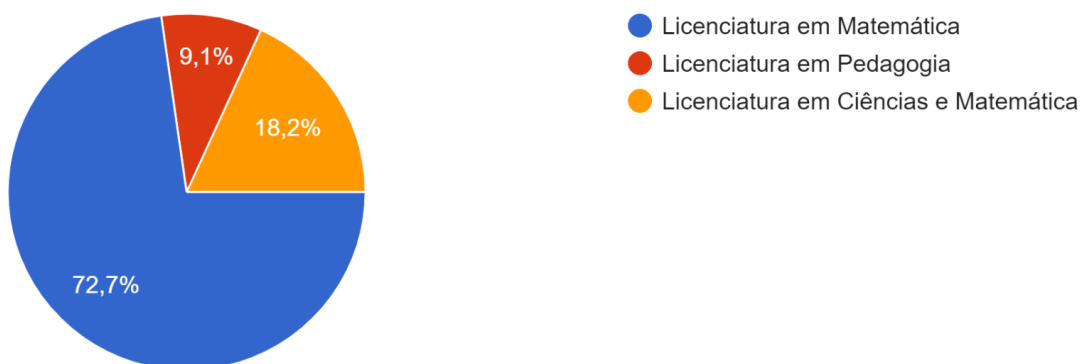 Licenciatura em Matemática
Licenciatura em Pedagogia
Licenciatura em Ciências e Matemática
9,1%
18,2%
72,7%